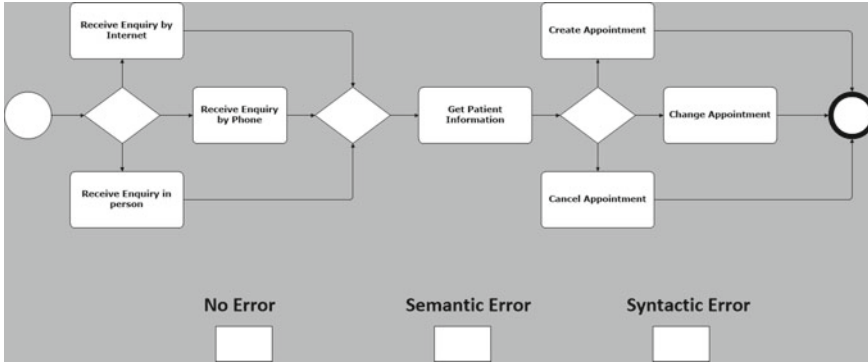 Receive Enquiry by
Internet
Create Appointment
Receive Enquiry
by Phone
Get Patient
Information
Change Appointment
Receive Enquiry in
person
Cancel Appointment
No Error
Semantic Error
Syntactic Error